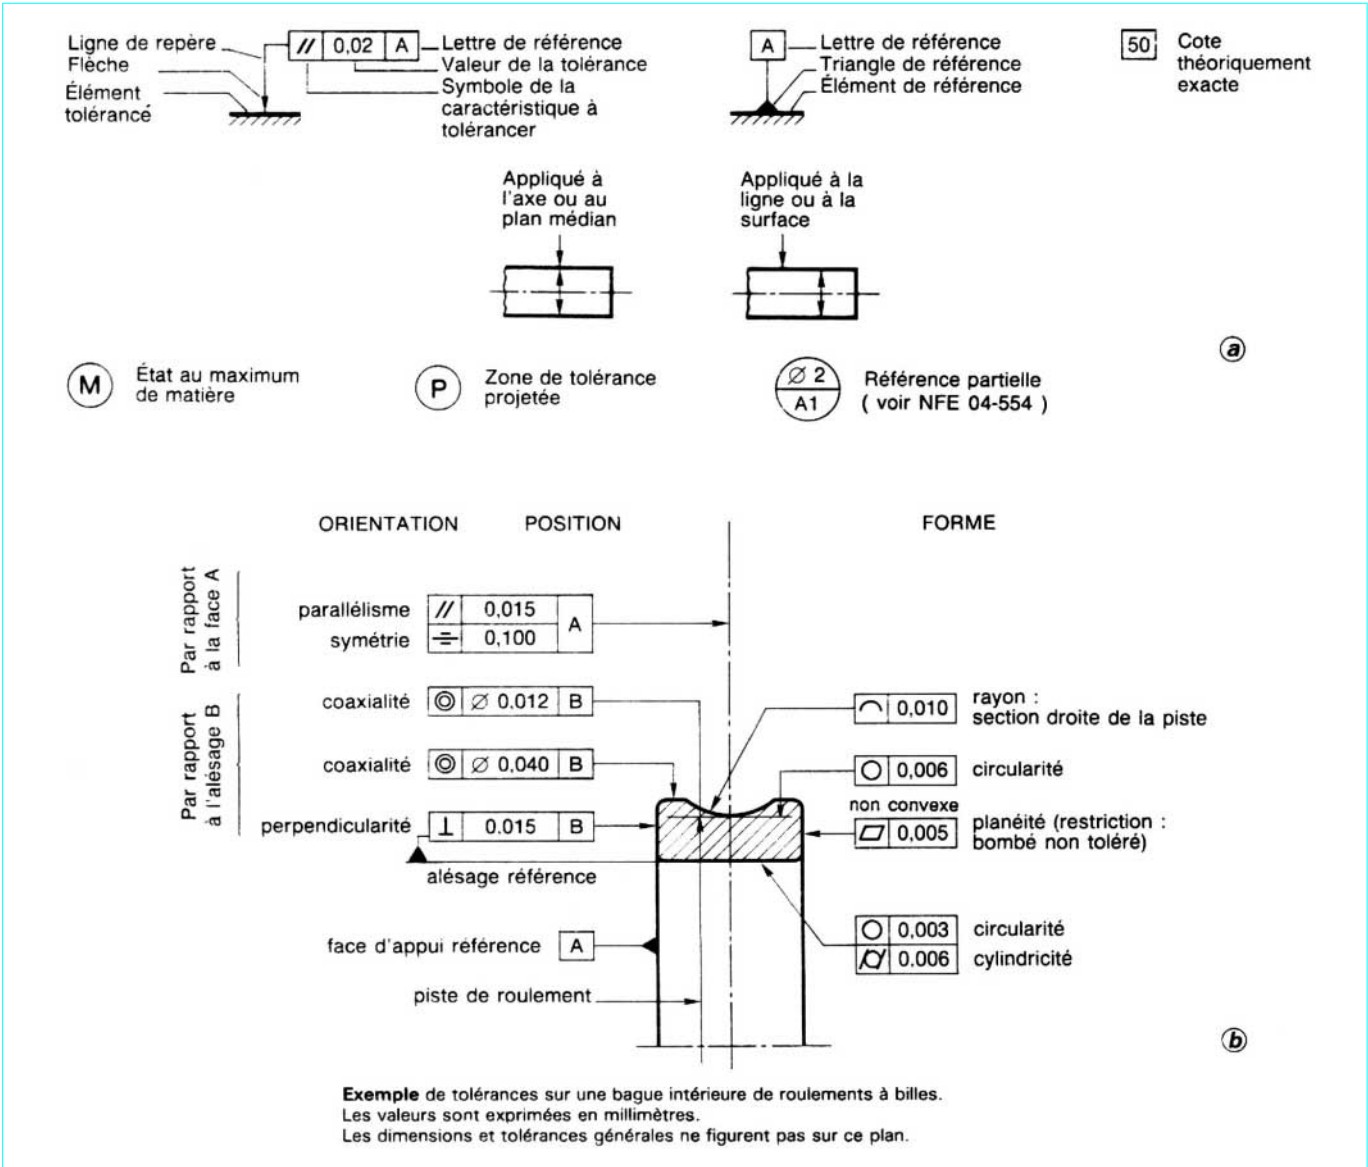 Ligne de repère
Flèche
Élément
tolérancé
// 0,02 A
Lettre de référence
Valeur de la tolérance
Symbole de la
caractéristique à
tolérancer
A
Lettre de référence
Triangle de référence
Élément de référence
50
Cote
théoriquement
exacte
Appliqué à
l'axe ou au
plan médian
Appliqué à la
ligne ou à la
surface
a
M
État au maximum
de matière
P
Zone de tolérance
projetée
∅ 2
A1
Référence partielle
( voir NFE 04-554 )
ORIENTATION POSITION FORME
Par rapport
à la face A
parallélisme // 0,015 A
symétrie ⌯ 0,100
Par rapport
à l'alésage B
coaxialité ◎ ∅ 0.012 B
coaxialité ◎ ∅ 0,040 B
perpendicularité ⊥ 0.015 B
alésage référence
face d'appui référence A
piste de roulement
⌒ 0,010 rayon :
section droite de la piste
○ 0,006 circularité
non convexe
⏥ 0,005 planéité (restriction :
bombé non toléré)
○ 0,003 circularité
⌭ 0.006 cylindricité
b
Exemple de tolérances sur une bague intérieure de roulements à billes.
Les valeurs sont exprimées en millimètres.
Les dimensions et tolérances générales ne figurent pas sur ce plan.